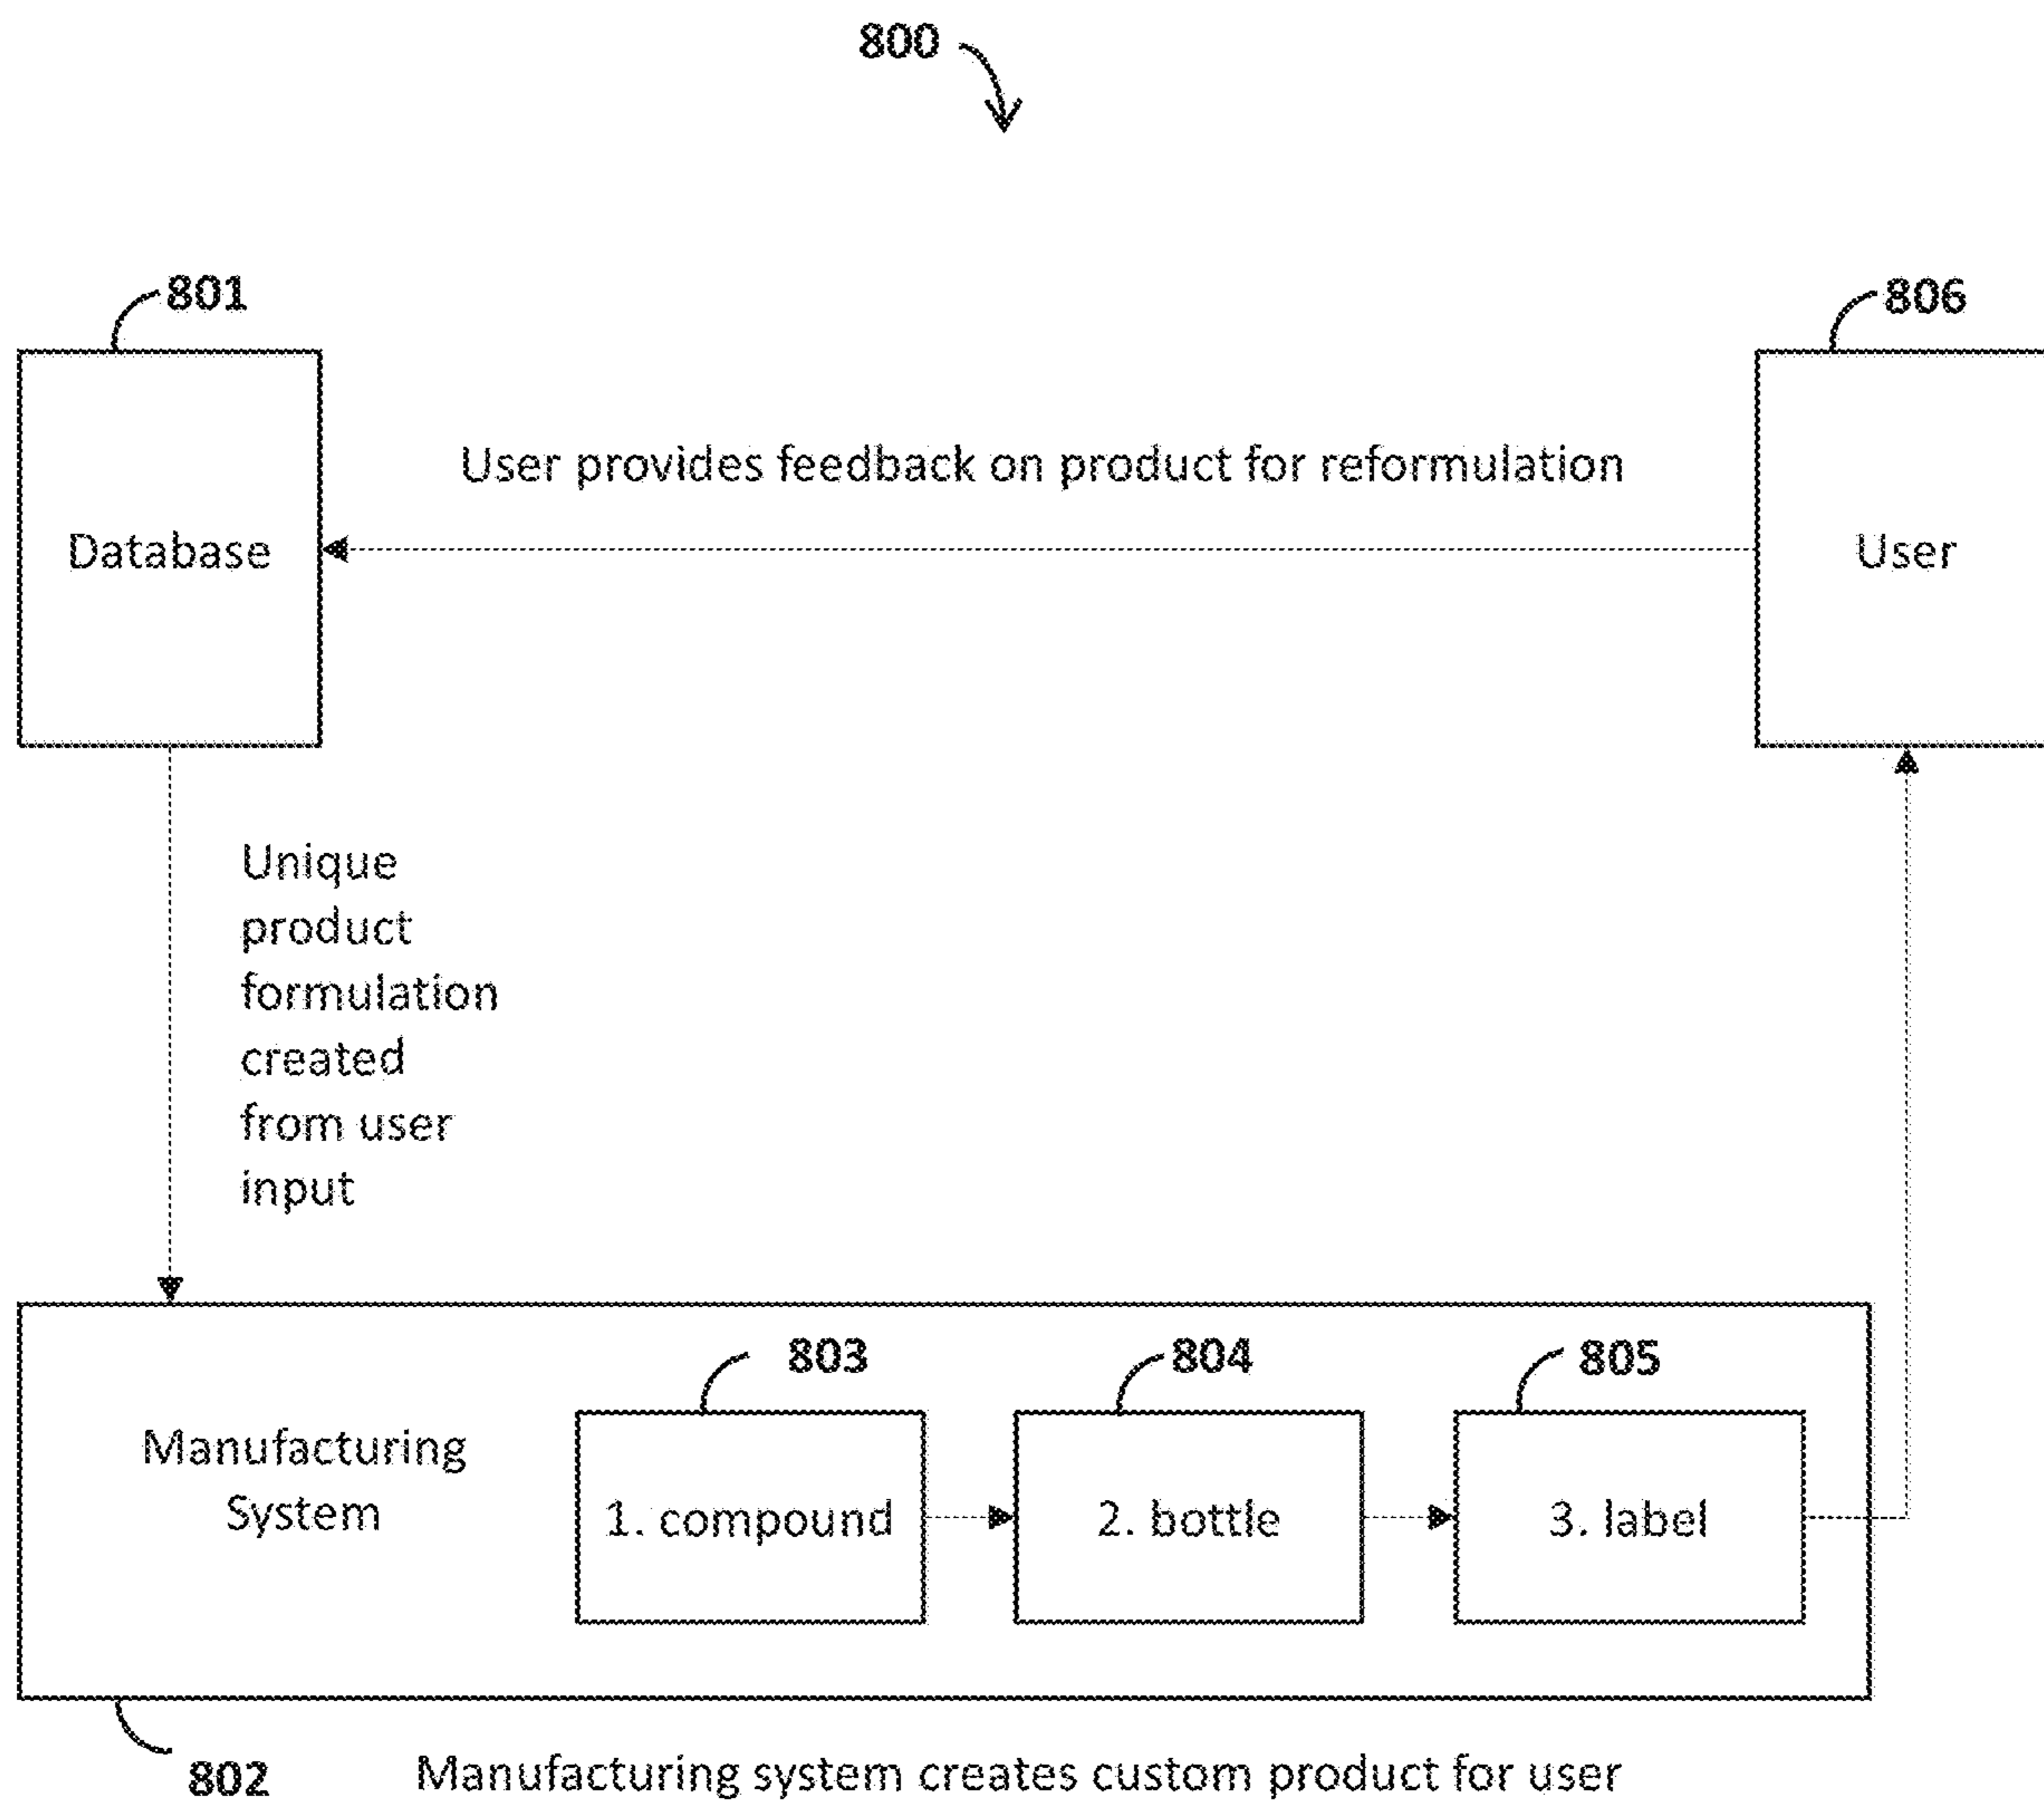 800
801
806
User provides feedback on product for reformulation
Database
User
Unique
product
formulation
created
from user
input
803
804
805
Manufacturing
System
1. compound
2. bottle
3. label
802
Manufacturing system creates custom product for user